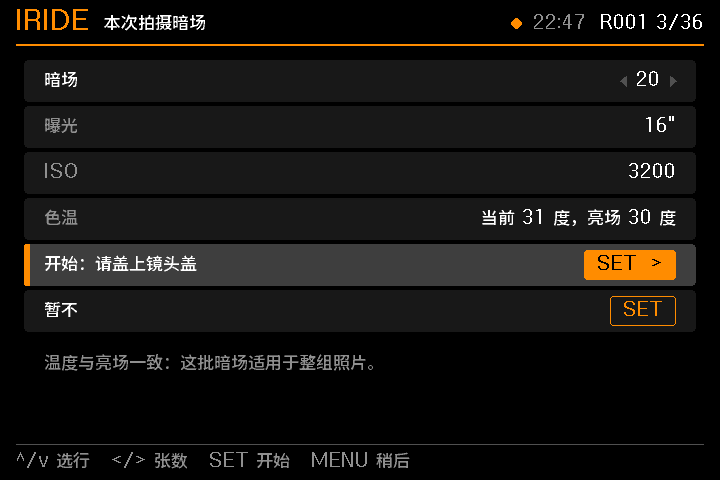 IRIDE 本次拍摄暗场 ◆ 22:47 R001 3/36
暗场 ◀ 20 ▶
曝光 16"
ISO 3200
色温 当前 31 度，亮场 30 度
开始：请盖上镜头盖 SET >
暂不 SET
温度与亮场一致：这批暗场适用于整组照片。
^/v 选行 </> 张数 SET 开始 MENU 稍后